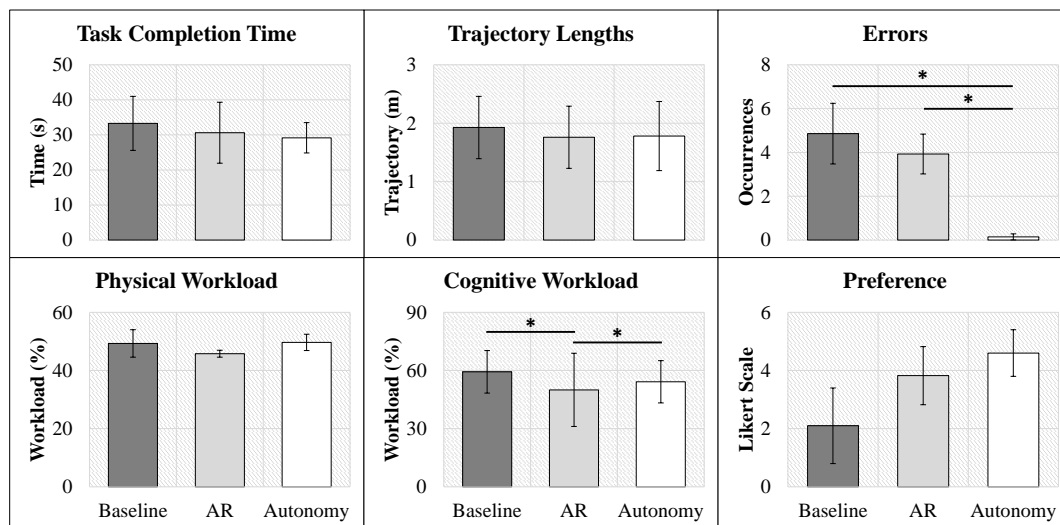 Task Completion Time
50
40
30
20
10
0
Time (s)
Trajectory Lengths
3
2
1
0
Trajectory (m)
Errors
8
6
4
2
0
Occurrences
*
*
Physical Workload
60
40
20
0
Workload (%)
Baseline AR Autonomy
Cognitive Workload
90
60
30
0
Workload (%)
*
*
Baseline AR Autonomy
Preference
6
4
2
0
Likert Scale
Baseline AR Autonomy